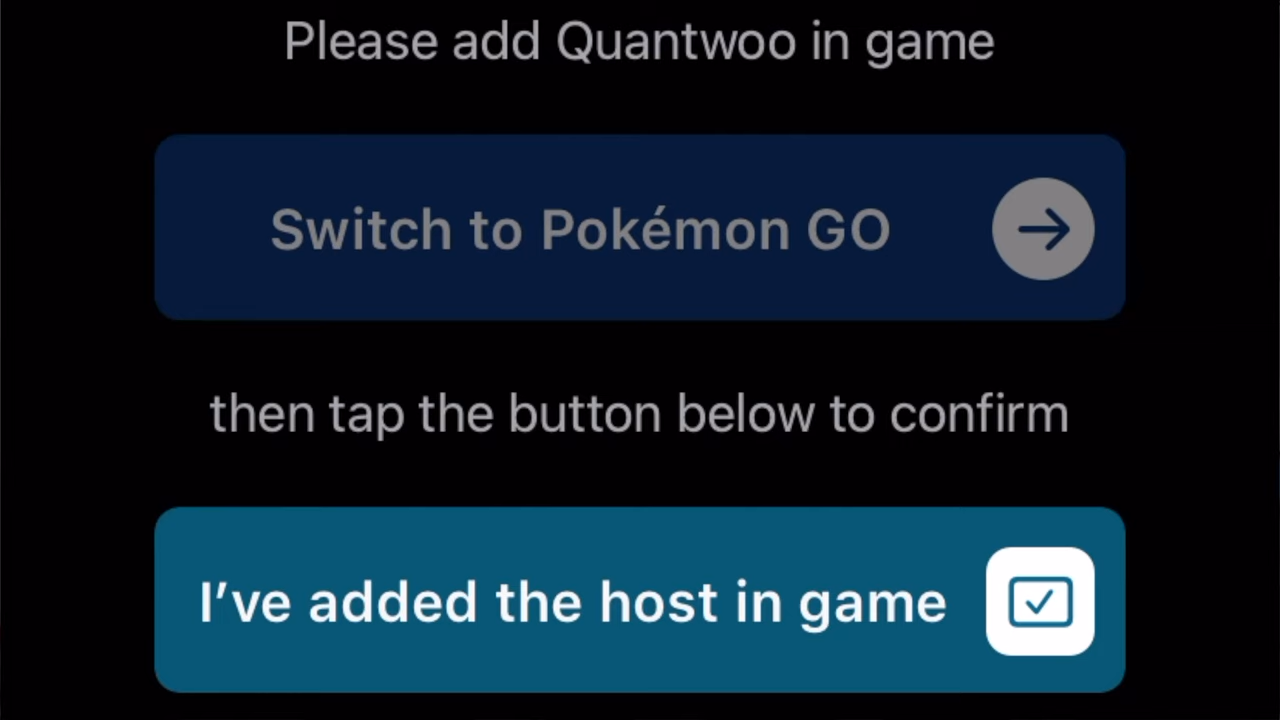 Please add Quantwoo in game
Switch to Pokémon GO
then tap the button below to confirm
I’ve added the host in game